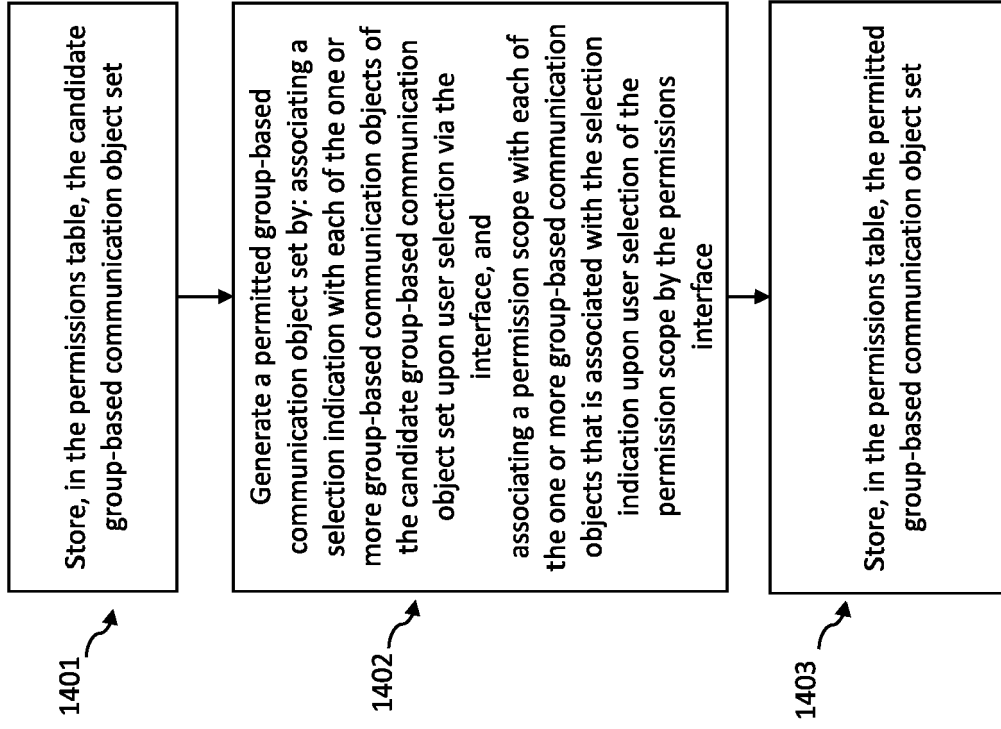 1401
Store, in the permissions table, the candidate
group-based communication object set
1402
Generate a permitted group-based
communication object set by: associating a
selection indication with each of the one or
more group-based communication objects of
the candidate group-based communication
object set upon user selection via the
interface, and
associating a permission scope with each of
the one or more group-based communication
objects that is associated with the selection
indication upon user selection of the
permission scope by the permissions
interface
1403
Store, in the permissions table, the permitted
group-based communication object set